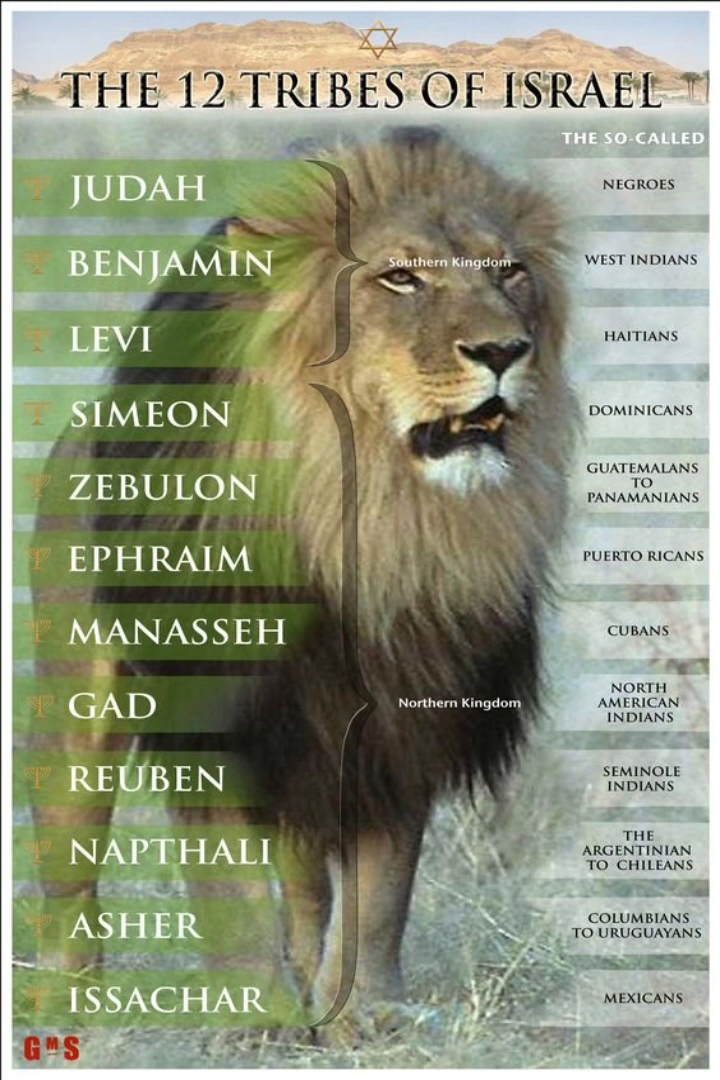 THE 12 TRIBES OF ISRAEL
THE SO-CALLED
JUDAH
NEGROES
BENJAMIN
Southern Kingdom
WEST INDIANS
LEVI
HAITIANS
SIMEON
DOMINICANS
ZEBULON
GUATEMALANS
TO
PANAMANIANS
EPHRAIM
PUERTO RICANS
MANASSEH
CUBANS
GAD
Northern Kingdom
NORTH
AMERICAN
INDIANS
REUBEN
SEMINOLE
INDIANS
NAPTHALI
THE
ARGENTINIAN
TO CHILEANS
ASHER
COLUMBIANS
TO URUGUAYANS
ISSACHAR
MEXICANS
GMS